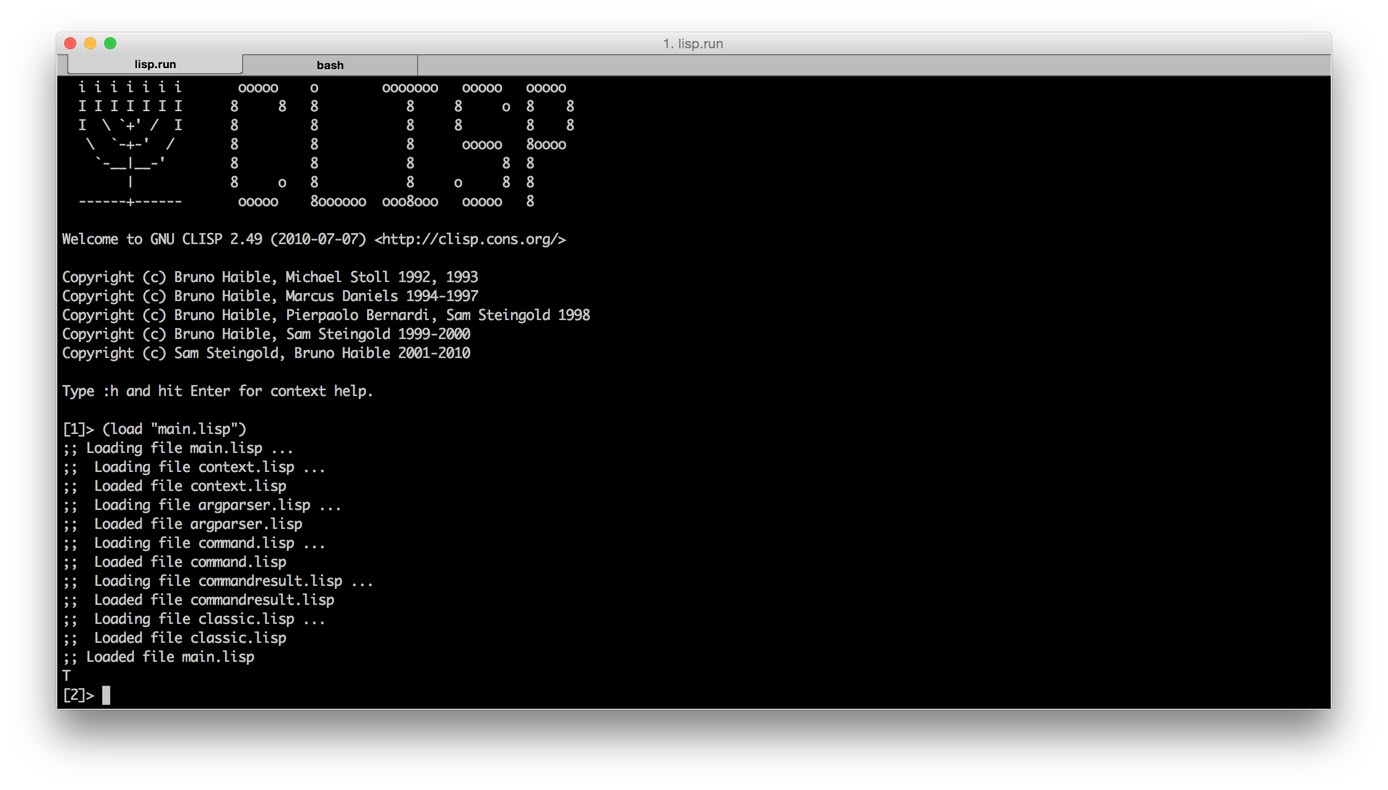 1. lisp.run
lisp.run bash
  i i i i i i i       ooooo    o        ooooooo   ooooo   ooooo
  I I I I I I I      8     8   8           8     8     o  8    8
  I  \ `+' /  I      8         8           8     8        8    8
   \  `-+-'  /       8         8           8      ooooo   8oooo
    `-__|__-'        8         8           8           8  8
        |            8     o   8           8     o     8  8
  ------+------       ooooo    8oooooo  ooo8ooo   ooooo   8
Welcome to GNU CLISP 2.49 (2010-07-07) <http://clisp.cons.org/>
Copyright (c) Bruno Haible, Michael Stoll 1992, 1993
Copyright (c) Bruno Haible, Marcus Daniels 1994-1997
Copyright (c) Bruno Haible, Pierpaolo Bernardi, Sam Steingold 1998
Copyright (c) Bruno Haible, Sam Steingold 1999-2000
Copyright (c) Sam Steingold, Bruno Haible 2001-2010
Type :h and hit Enter for context help.
[1]> (load "main.lisp")
;; Loading file main.lisp ...
;;  Loading file context.lisp ...
;;  Loaded file context.lisp
;;  Loading file argparser.lisp ...
;;  Loaded file argparser.lisp
;;  Loading file command.lisp ...
;;  Loaded file command.lisp
;;  Loading file commandresult.lisp ...
;;  Loaded file commandresult.lisp
;;  Loading file classic.lisp ...
;;  Loaded file classic.lisp
;; Loaded file main.lisp
T
[2]>